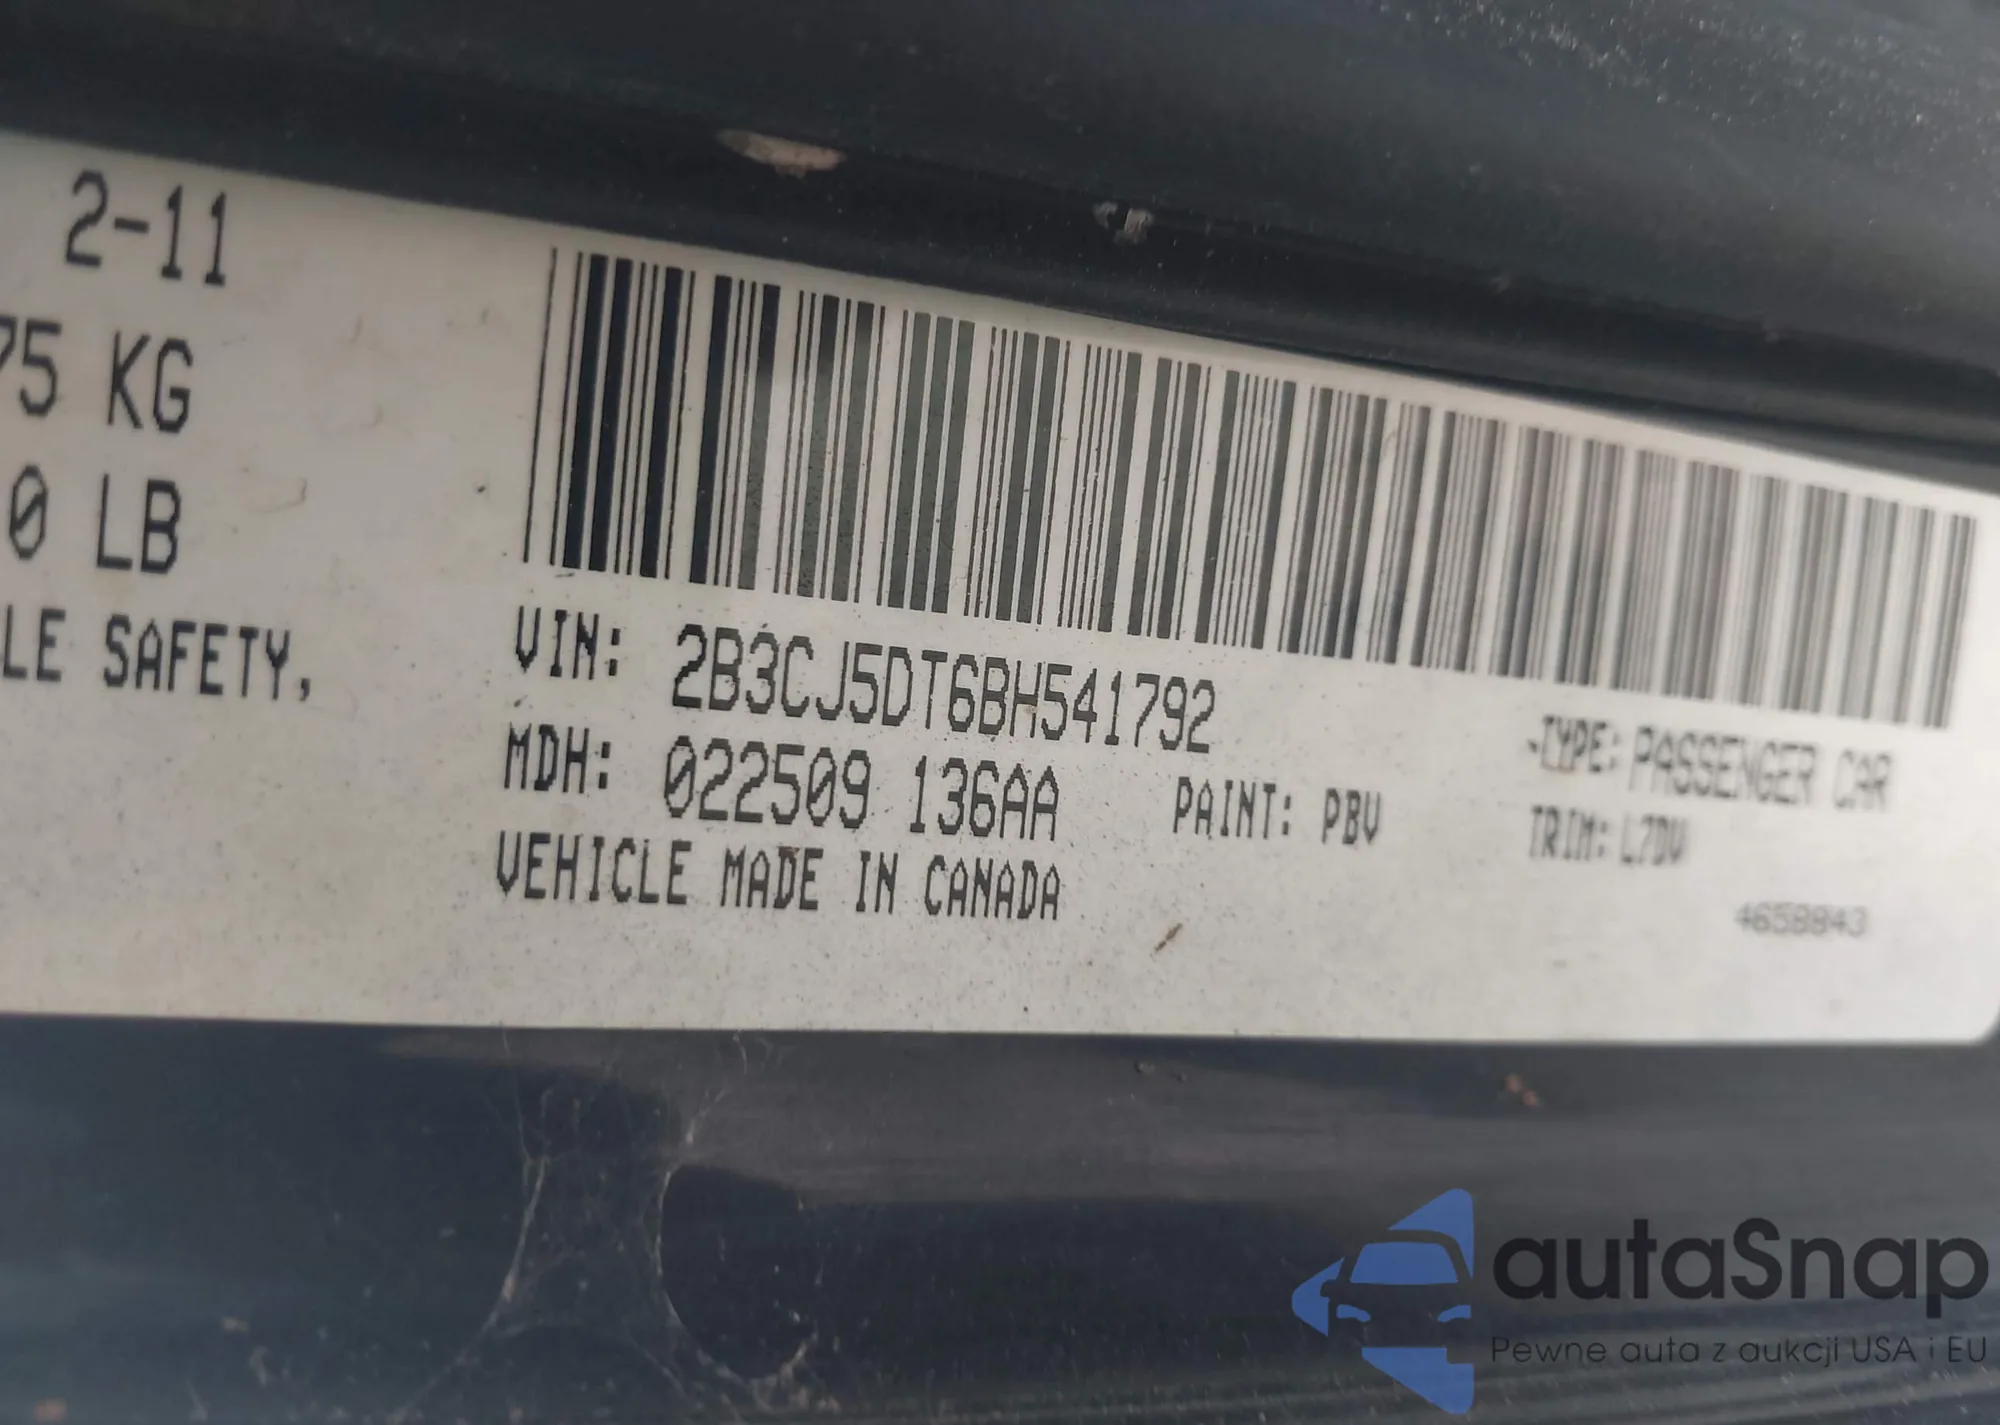 2-11
75 KG
0 LB
LE SAFETY,
VIN: 2B3CJ5DT6BH541792
MDH: 022509 136AA PAINT: PBV
VEHICLE MADE IN CANADA
TYPE: PASSENGER CAR
TRIM: L7DV
4658843
autaSnap
Pewne auta z aukcji USA i EU